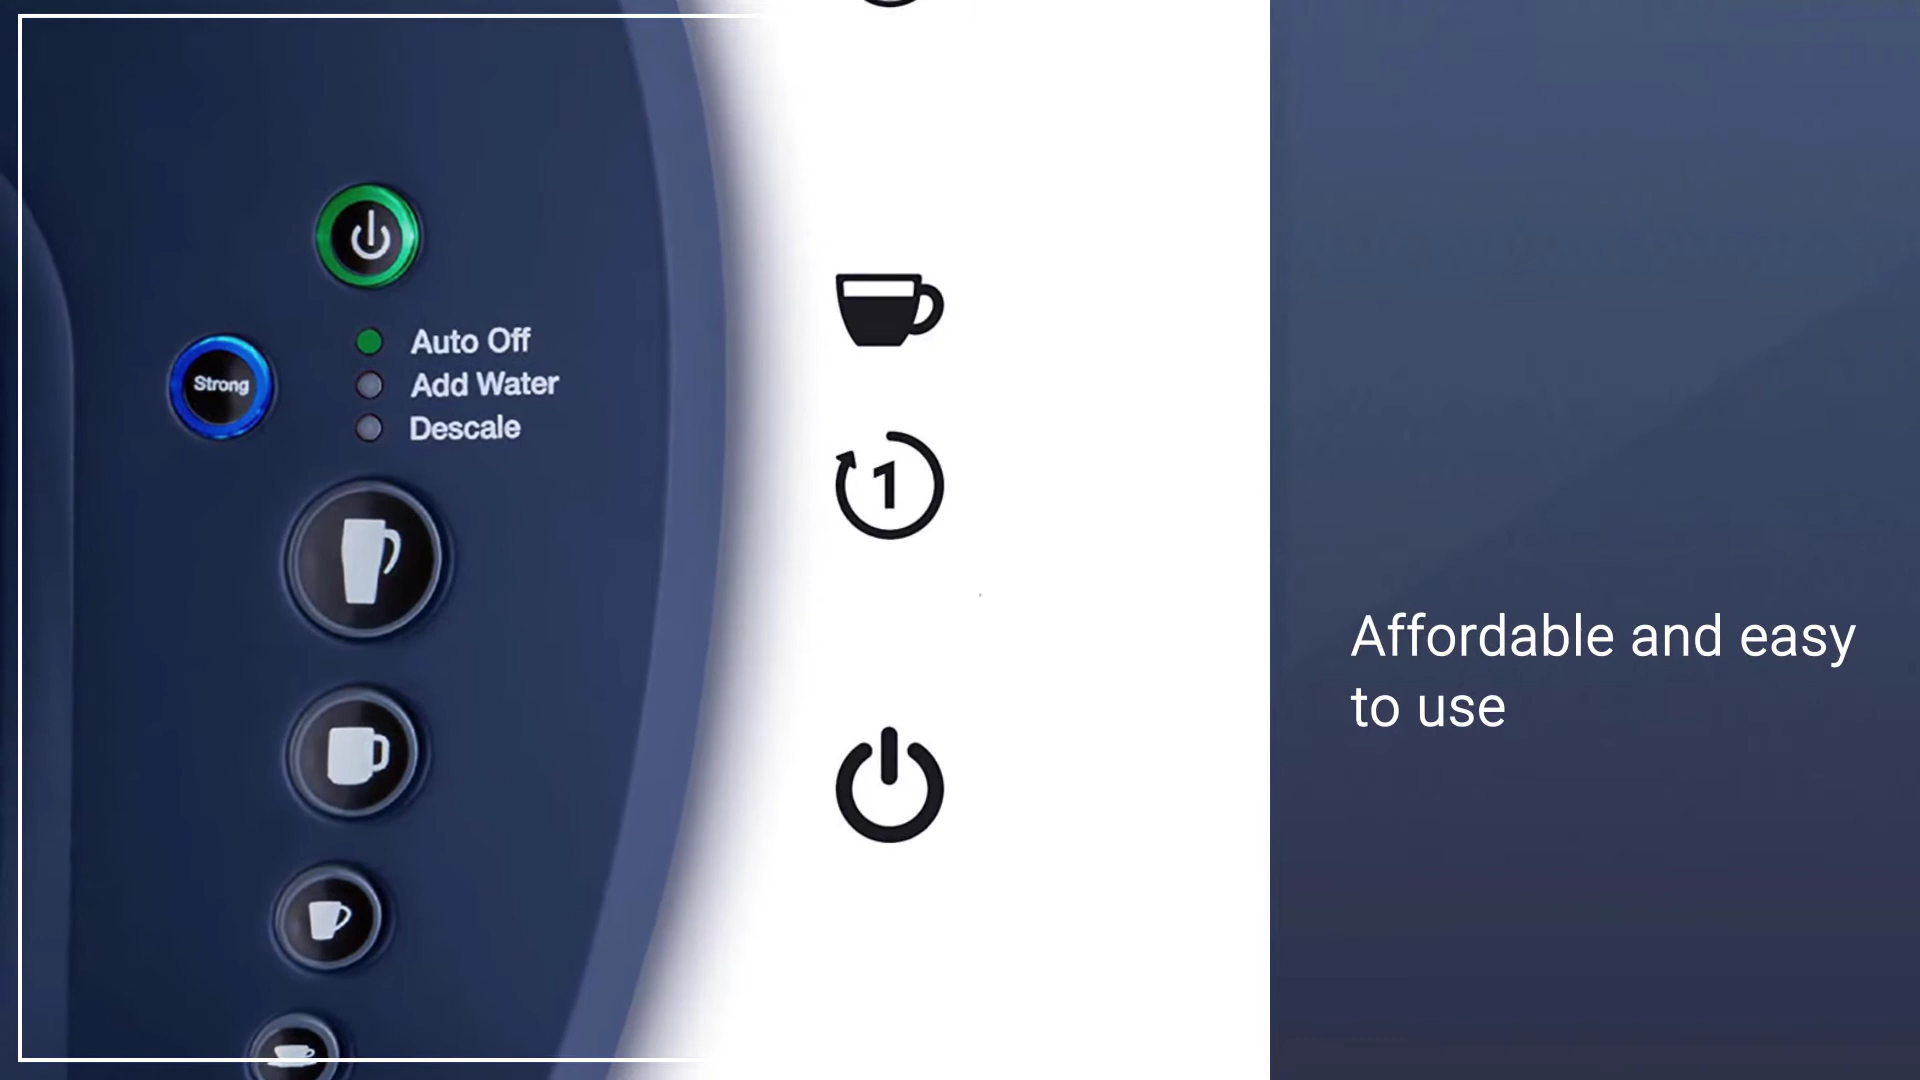 Strong
Auto Off
Add Water
Descale
1
Affordable and easy
to use